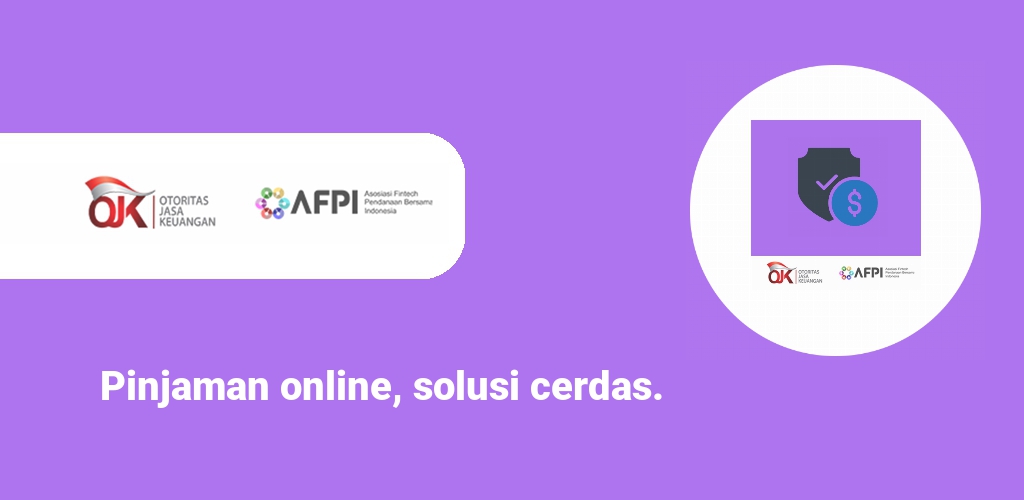 OJK
OTORITAS
JASA
KEUANGAN
AFPI
Asosiasi Fintech
Pendanaan Bersama
Indonesia
$
OJK
OTORITAS
JASA
KEUANGAN
AFPI
Asosiasi Fintech
Pendanaan Bersama
Indonesia
Pinjaman online, solusi cerdas.